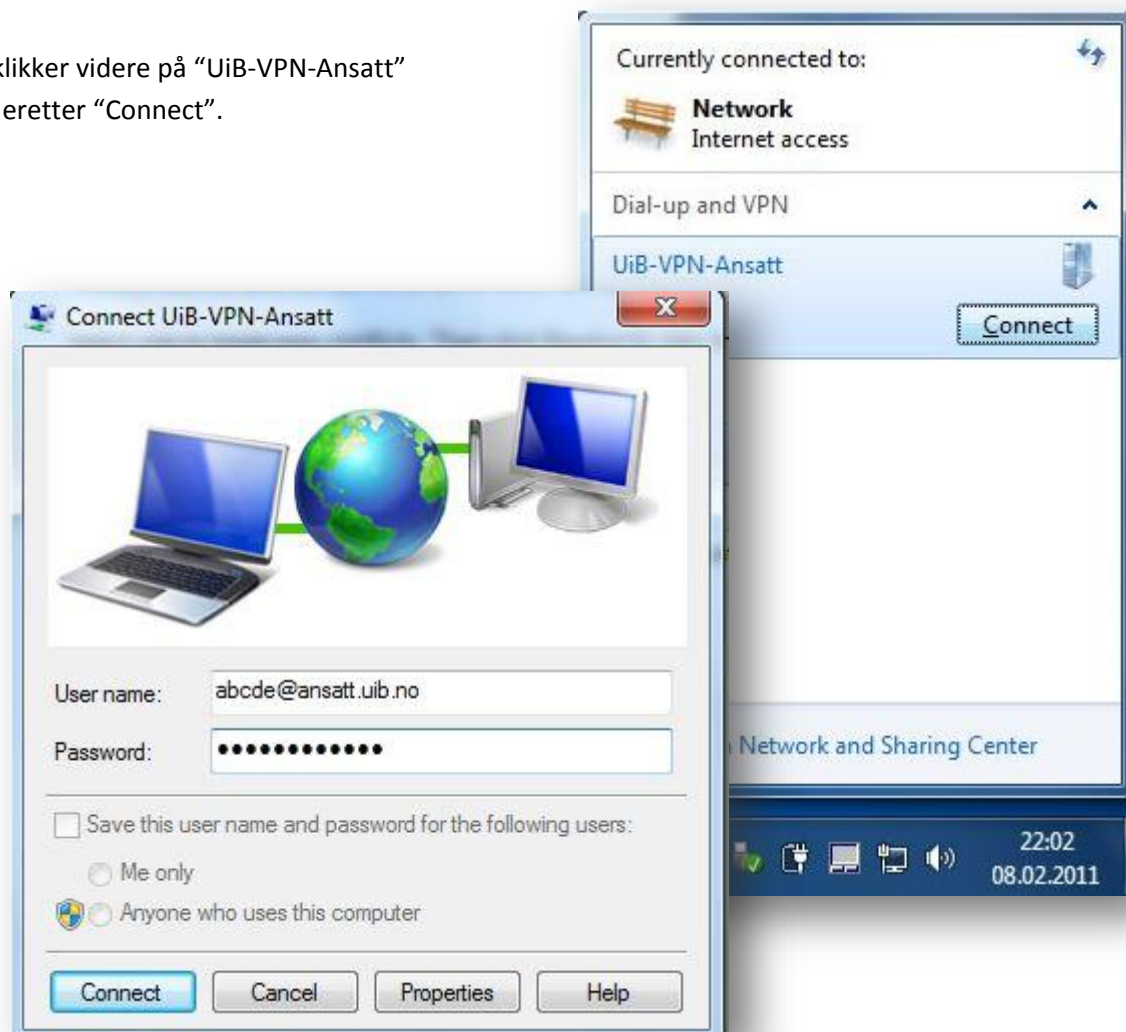 klikker videre på “UiB-VPN-Ansatt”
eretter “Connect”.
Currently connected to:
Network
Internet access
Dial-up and VPN
UiB-VPN-Ansatt
Connect
Network and Sharing Center
22:02
08.02.2011
Connect UiB-VPN-Ansatt
User name:
abcde@ansatt.uib.no
Password:
••••••••••••
Save this user name and password for the following users:
Me only
Anyone who uses this computer
Connect Cancel Properties Help